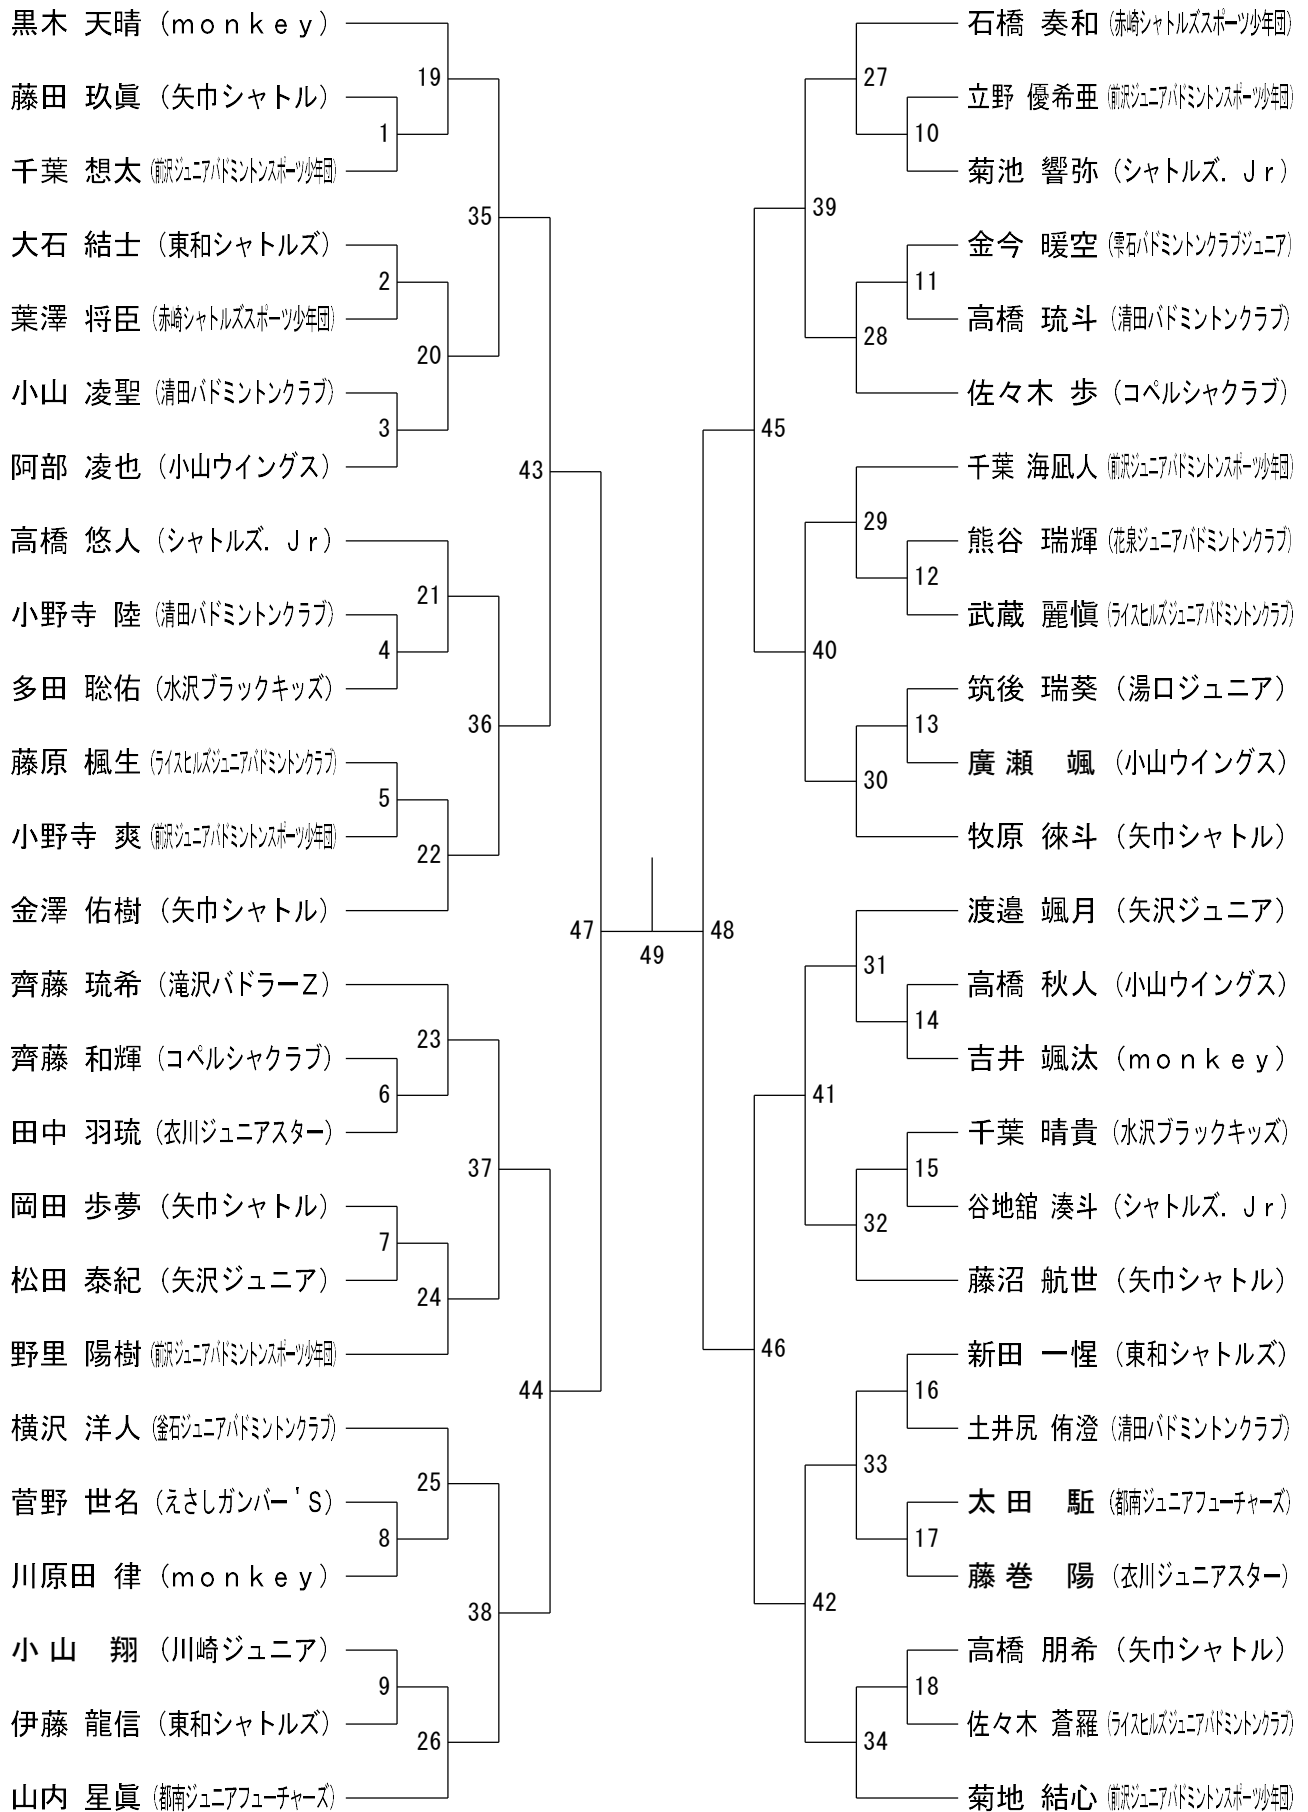 黒木 天晴 (ｍｏｎｋｅｙ)
19
藤田 玖眞 (矢巾シャトル)
1
千葉 想太 (前沢ジュニアバドミントンスポーツ少年団)
35
大石 結士 (東和シャトルズ)
2
葉澤 将臣 (赤崎シャトルズスポーツ少年団)
20
小山 凌聖 (清田バドミントンクラブ)
3
阿部 凌也 (小山ウイングス)
43
高橋 悠人 (シャトルズ．Ｊｒ)
21
小野寺 陸 (清田バドミントンクラブ)
4
多田 聡佑 (水沢ブラックキッズ)
36
藤原 楓生 (ライスヒルズジュニアバドミントンクラブ)
5
小野寺 爽 (前沢ジュニアバドミントンスポーツ少年団)
22
金澤 佑樹 (矢巾シャトル)
47
齊藤 琉希 (滝沢バドラーＺ)
23
齊藤 和輝 (コペルシャクラブ)
6
田中 羽琉 (衣川ジュニアスター)
37
岡田 歩夢 (矢巾シャトル)
7
松田 泰紀 (矢沢ジュニア)
24
野里 陽樹 (前沢ジュニアバドミントンスポーツ少年団)
44
横沢 洋人 (釜石ジュニアバドミントンクラブ)
25
菅野 世名 (えさしガンバー＇Ｓ)
8
川原田 律 (ｍｏｎｋｅｙ)
38
小山 翔 (川崎ジュニア)
9
伊藤 龍信 (東和シャトルズ)
26
山内 星眞 (都南ジュニアフューチャーズ)
49
石橋 奏和 (赤崎シャトルズスポーツ少年団)
27
立野 優希亜 (前沢ジュニアバドミントンスポーツ少年団)
10
菊池 響弥 (シャトルズ．Ｊｒ)
39
金今 暖空 (雫石バドミントンクラブジュニア)
11
高橋 琉斗 (清田バドミントンクラブ)
28
佐々木 歩 (コペルシャクラブ)
45
千葉 海凪人 (前沢ジュニアバドミントンスポーツ少年団)
29
熊谷 瑞輝 (花泉ジュニアバドミントンクラブ)
12
武蔵 麗愼 (ライスヒルズジュニアバドミントンクラブ)
40
筑後 瑞葵 (湯口ジュニア)
13
廣瀬 颯 (小山ウイングス)
30
牧原 徠斗 (矢巾シャトル)
48
渡邉 颯月 (矢沢ジュニア)
31
高橋 秋人 (小山ウイングス)
14
吉井 颯汰 (ｍｏｎｋｅｙ)
41
千葉 晴貴 (水沢ブラックキッズ)
15
谷地舘 湊斗 (シャトルズ．Ｊｒ)
32
藤沼 航世 (矢巾シャトル)
46
新田 一惺 (東和シャトルズ)
16
土井尻 侑澄 (清田バドミントンクラブ)
33
太田 (都南ジュニアフューチャーズ)
17
藤巻 陽 (衣川ジュニアスター)
42
高橋 朋希 (矢巾シャトル)
18
佐々木 蒼羅 (ライスヒルズジュニアバドミントンクラブ)
34
菊地 結心 (前沢ジュニアバドミントンスポーツ少年団)